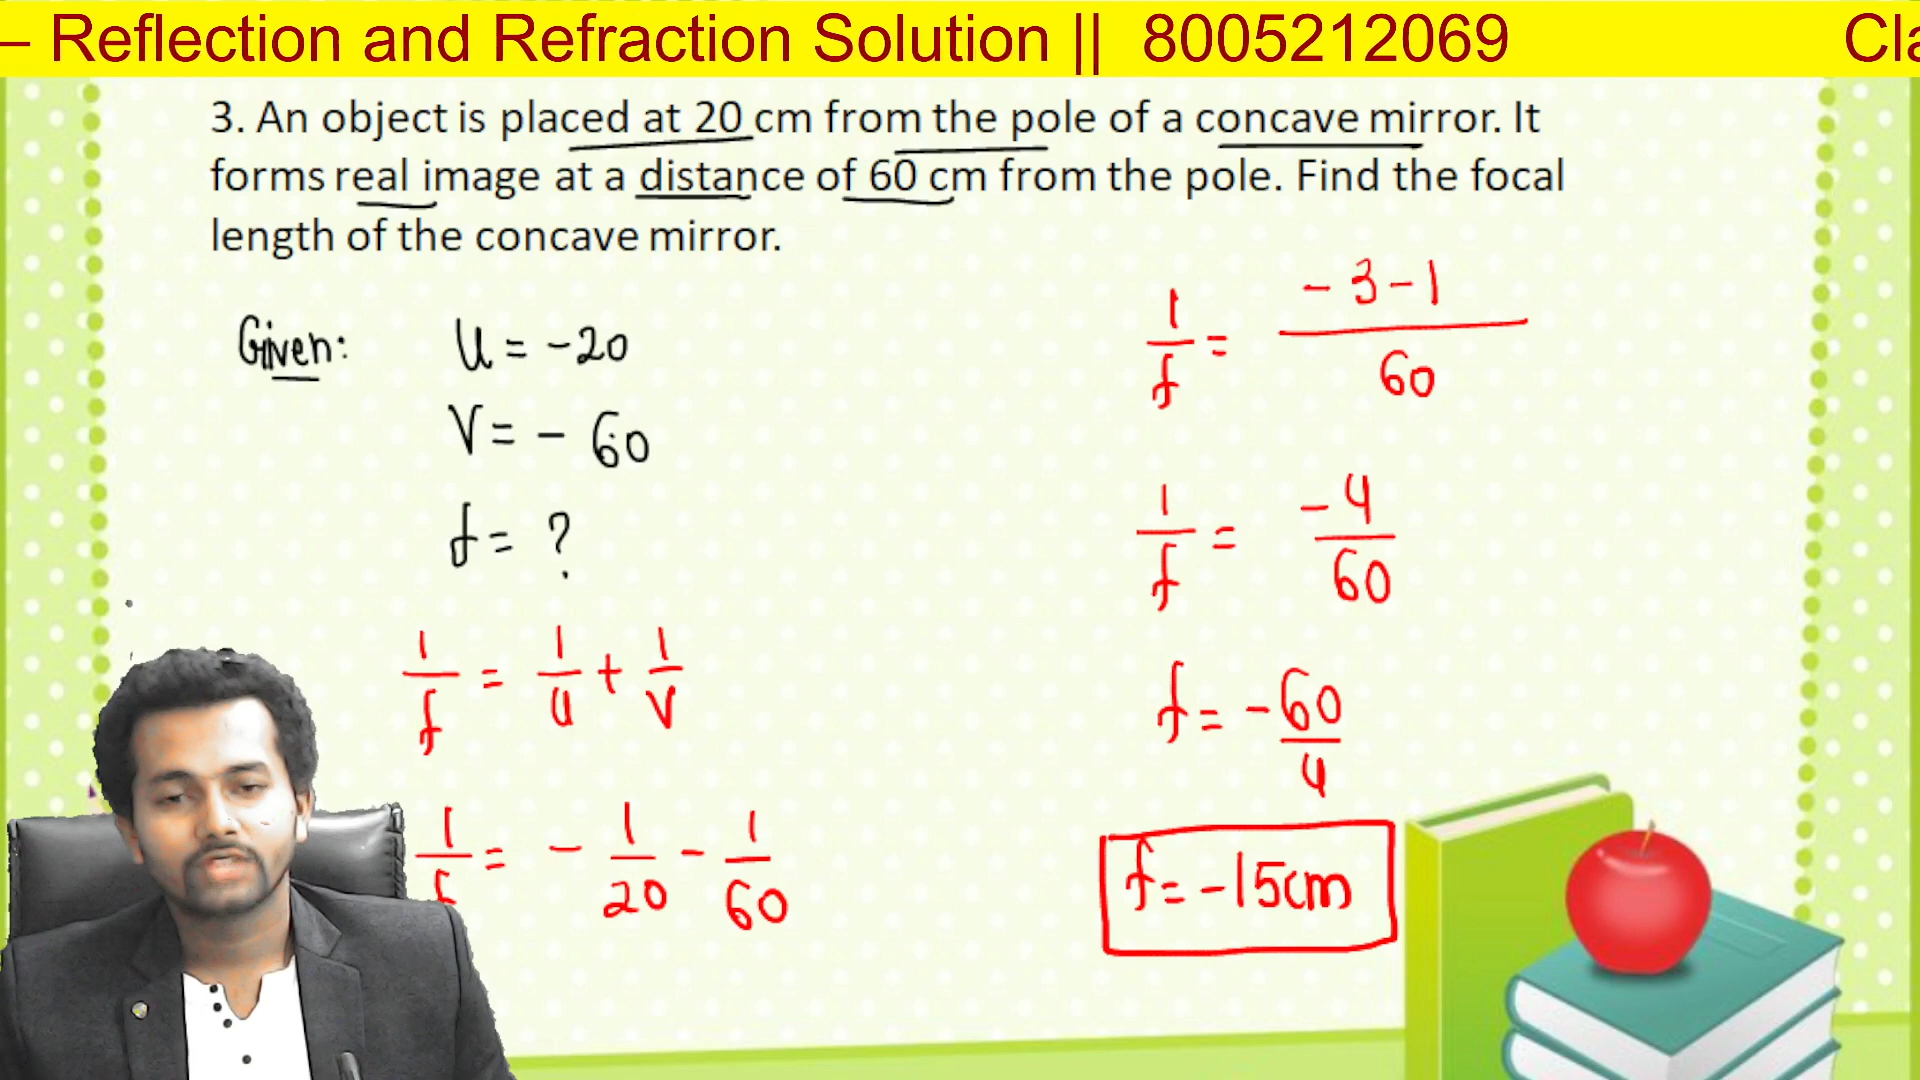 – Reflection and Refraction Solution || 8005212069 Cla
3. An object is placed at 20 cm from the pole of a concave mirror. It
forms real image at a distance of 60 cm from the pole. Find the focal
length of the concave mirror.
Given: u = -20
v = - 60
f = ?
1/f = 1/u + 1/v
1/f = - 1/20 - 1/60
1/f = -3-1/60
1/f = -4/60
f = -60/4
f = -15cm